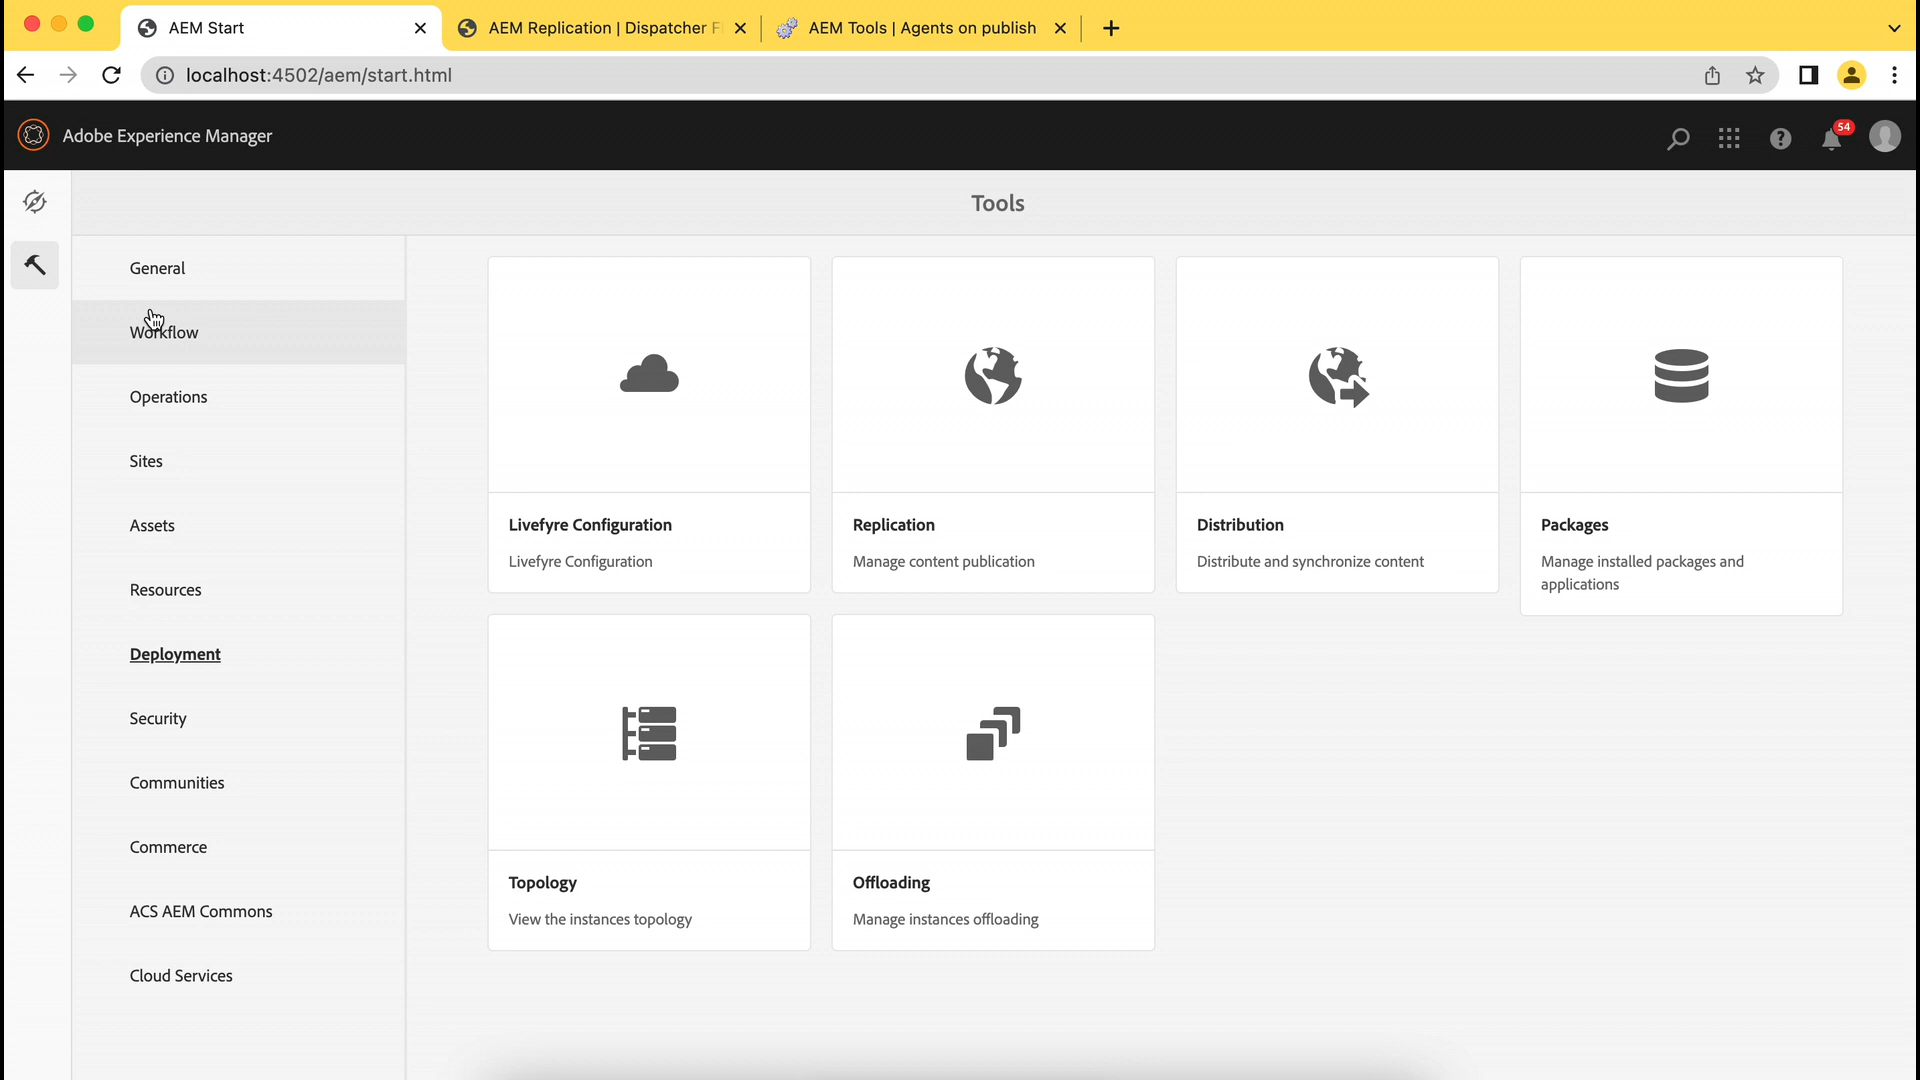 AEM Start
AEM Replication | Dispatcher F
AEM Tools | Agents on publish
localhost:4502/aem/start.html
Adobe Experience Manager
54
Tools
General
Workflow
Operations
Sites
Assets
Resources
Deployment
Security
Communities
Commerce
ACS AEM Commons
Cloud Services
Livefyre Configuration
Livefyre Configuration
Replication
Manage content publication
Distribution
Distribute and synchronize content
Packages
Manage installed packages and
applications
Topology
View the instances topology
Offloading
Manage instances offloading